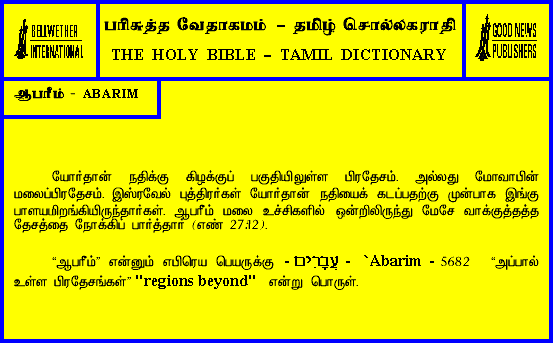 BELLWETHER
INTERNATIONAL
பரிசுத்த வேதாகமம் – தமிழ் சொல்லகராதி
THE HOLY BIBLE – TAMIL DICTIONARY
GOOD NEWS
PUBLISHERS
ஆபரீம் - ABARIM
யோர்தான் நதிக்கு கிழக்குப் பகுதியிலுள்ள பிரதேசம். அல்லது மோவாபின்
மலைப்பிரதேசம். இஸ்ரவேல் புத்திரர்கள் யோர்தான் நதியைக் கடப்பதற்கு முன்பாக இங்கு
பாளயமிறங்கியிருந்தார்கள். ஆபரீம் மலை உச்சிகளில் ஒன்றிலிருந்து மேசே வாக்குத்தத்த
தேசத்தை நோக்கிப் பார்த்தார் (எண் 27:12).
“ஆபரீம்” என்னும் எபிரெய பெயருக்கு - עֲבָרִים - `Abarim - 5682 “அப்பால்
உள்ள பிரதேசங்கள்” "regions beyond" என்று பொருள்.